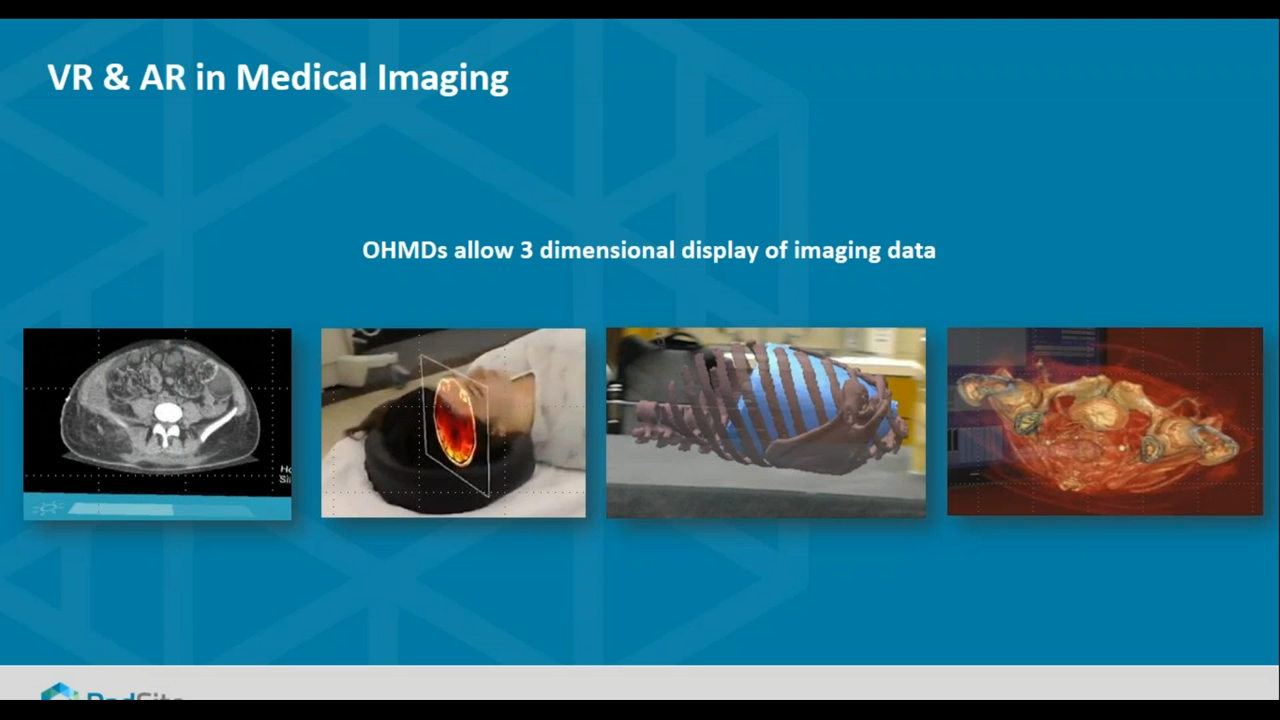 VR & AR in Medical Imaging
OHMDs allow 3 dimensional display of imaging data